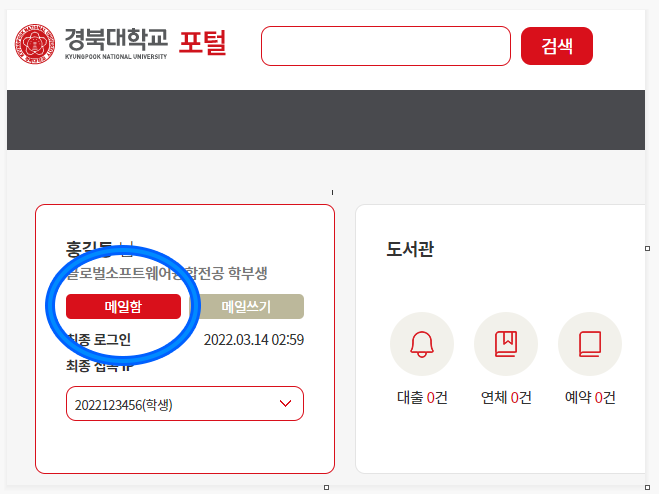 경북대학교 포털
KYUNGPOOK NATIONAL UNIVERSITY
검색
홍길동 님
글로벌소프트웨어융합전공 학부생
메일함 메일쓰기
최종 로그인 2022.03.14 02:59
최종 접속 IP
2022123456(학생)
도서관
대출 0건 연체 0건 예약 0건